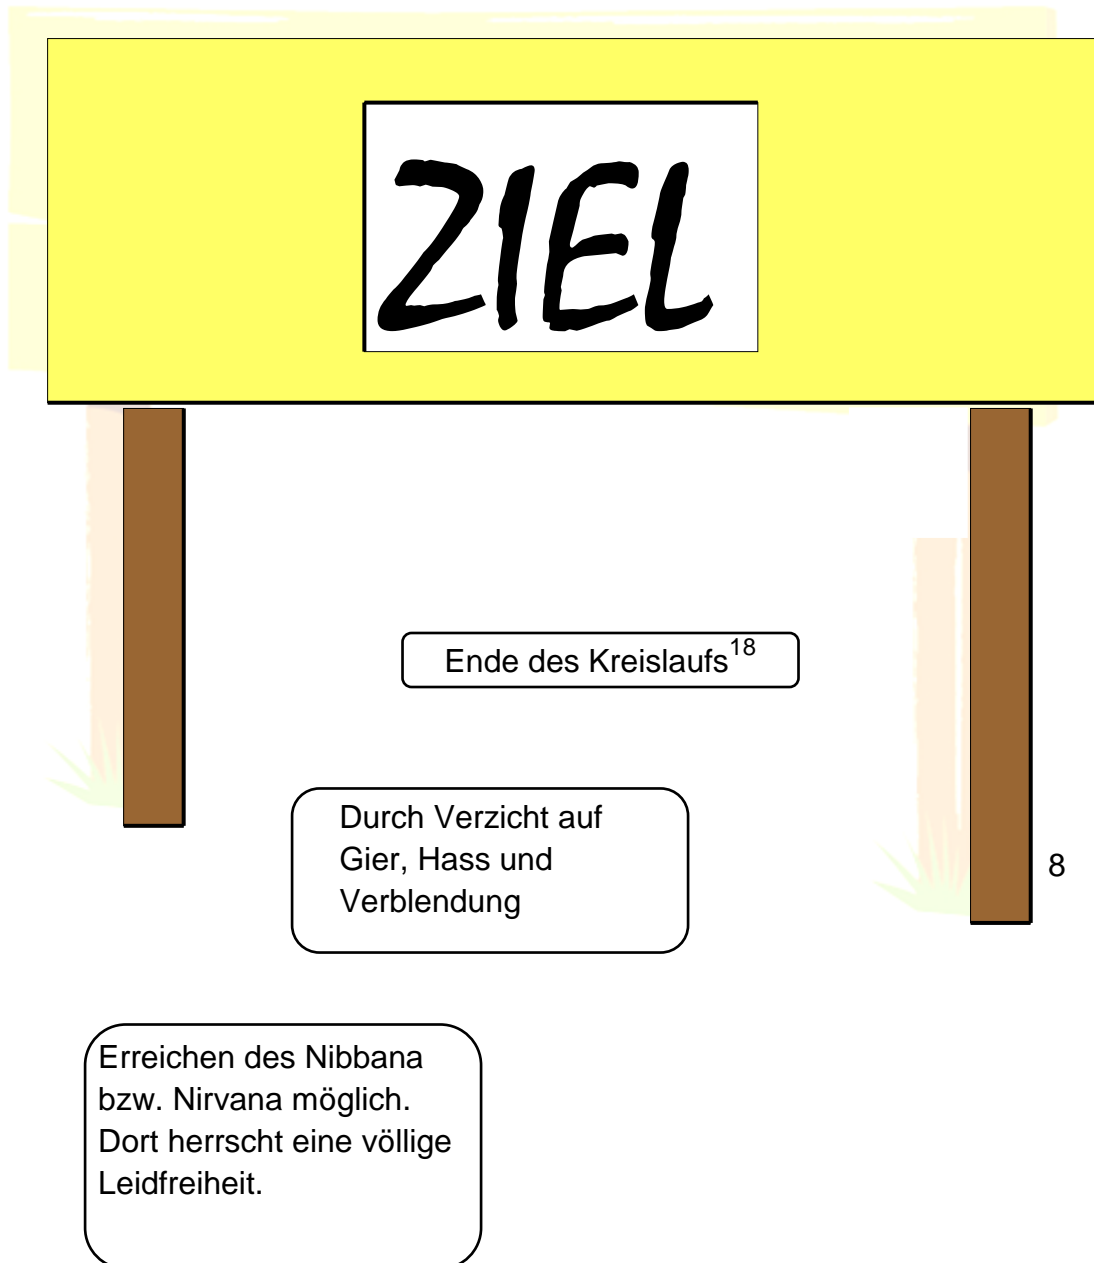 ZIEL
Ende des Kreislaufs18
Durch Verzicht auf
Gier, Hass und
Verblendung
8
Erreichen des Nibbana
bzw. Nirvana möglich.
Dort herrscht eine völlige
Leidfreiheit.